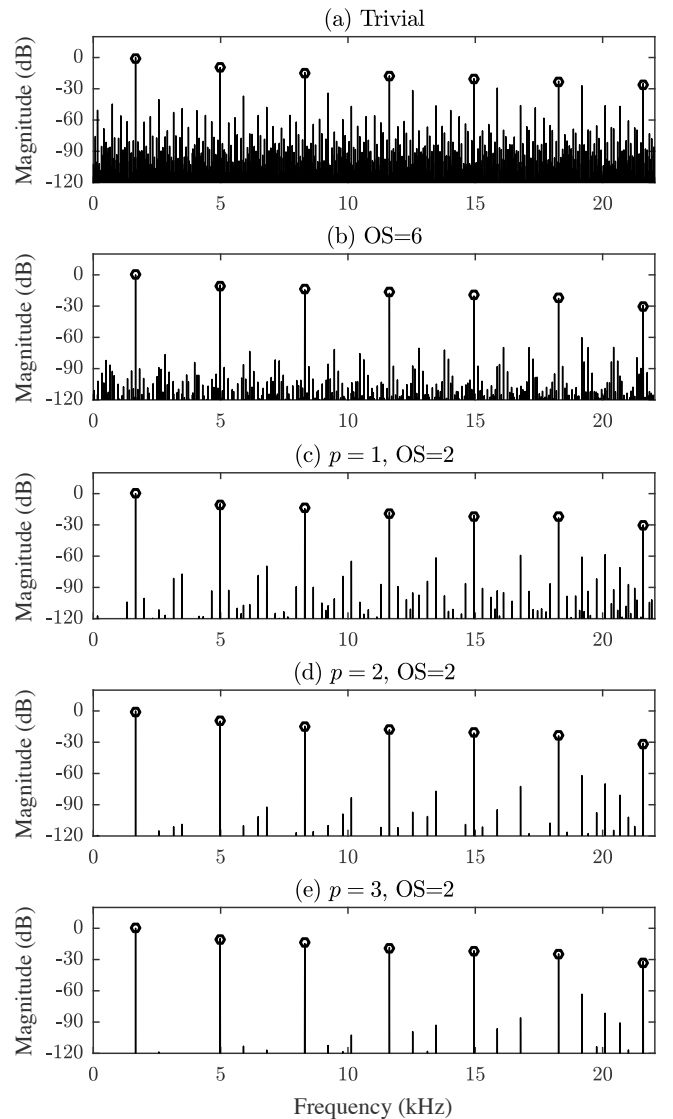 (a) Trivial
Magnitude (dB)
0
-30
-60
-90
-120
0 5 10 15 20
(b) OS=6
Magnitude (dB)
0
-30
-60
-90
-120
0 5 10 15 20
(c) p = 1, OS=2
Magnitude (dB)
0
-30
-60
-90
-120
0 5 10 15 20
(d) p = 2, OS=2
Magnitude (dB)
0
-30
-60
-90
-120
0 5 10 15 20
(e) p = 3, OS=2
Magnitude (dB)
0
-30
-60
-90
-120
0 5 10 15 20
Frequency (kHz)